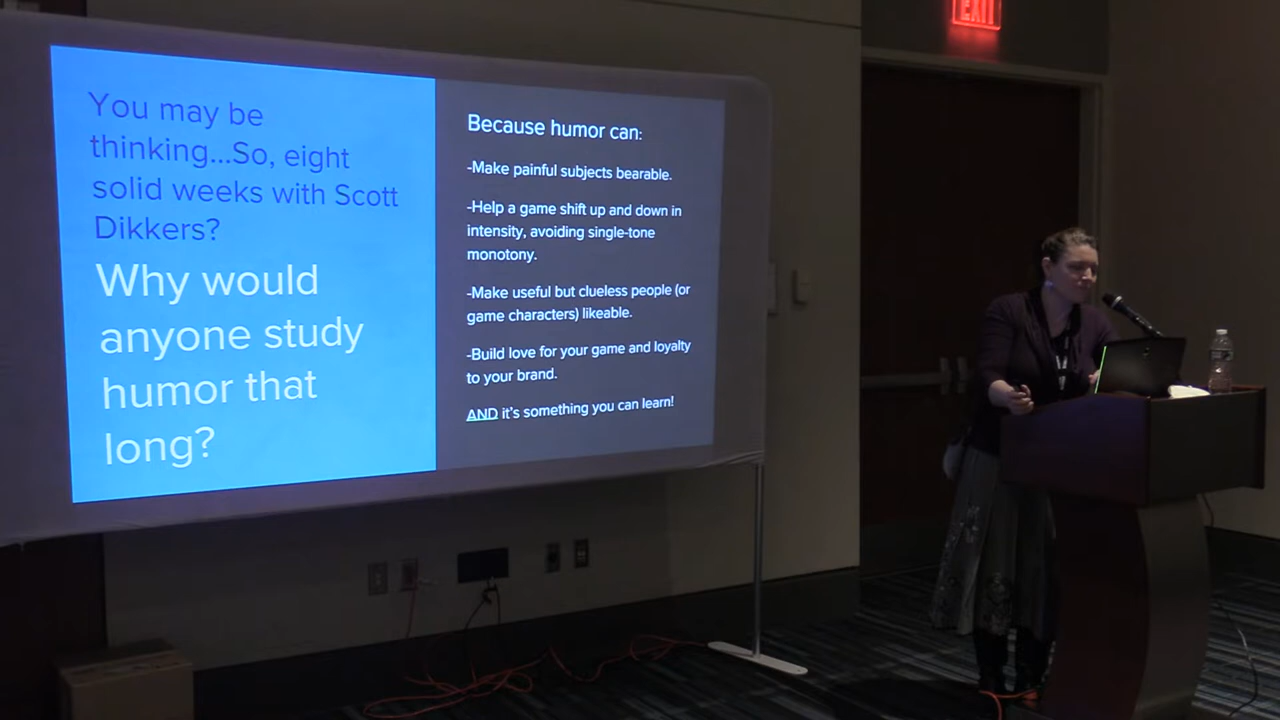 You may be
thinking...So, eight
solid weeks with Scott
Dikkers?
Why would
anyone study
humor that
long?
Because humor can:
-Make painful subjects bearable.
-Help a game shift up and down in
intensity, avoiding single-tone
monotony.
-Make useful but clueless people (or
game characters) likeable.
-Build love for your game and loyalty
to your brand.
AND it's something you can learn!
EXIT